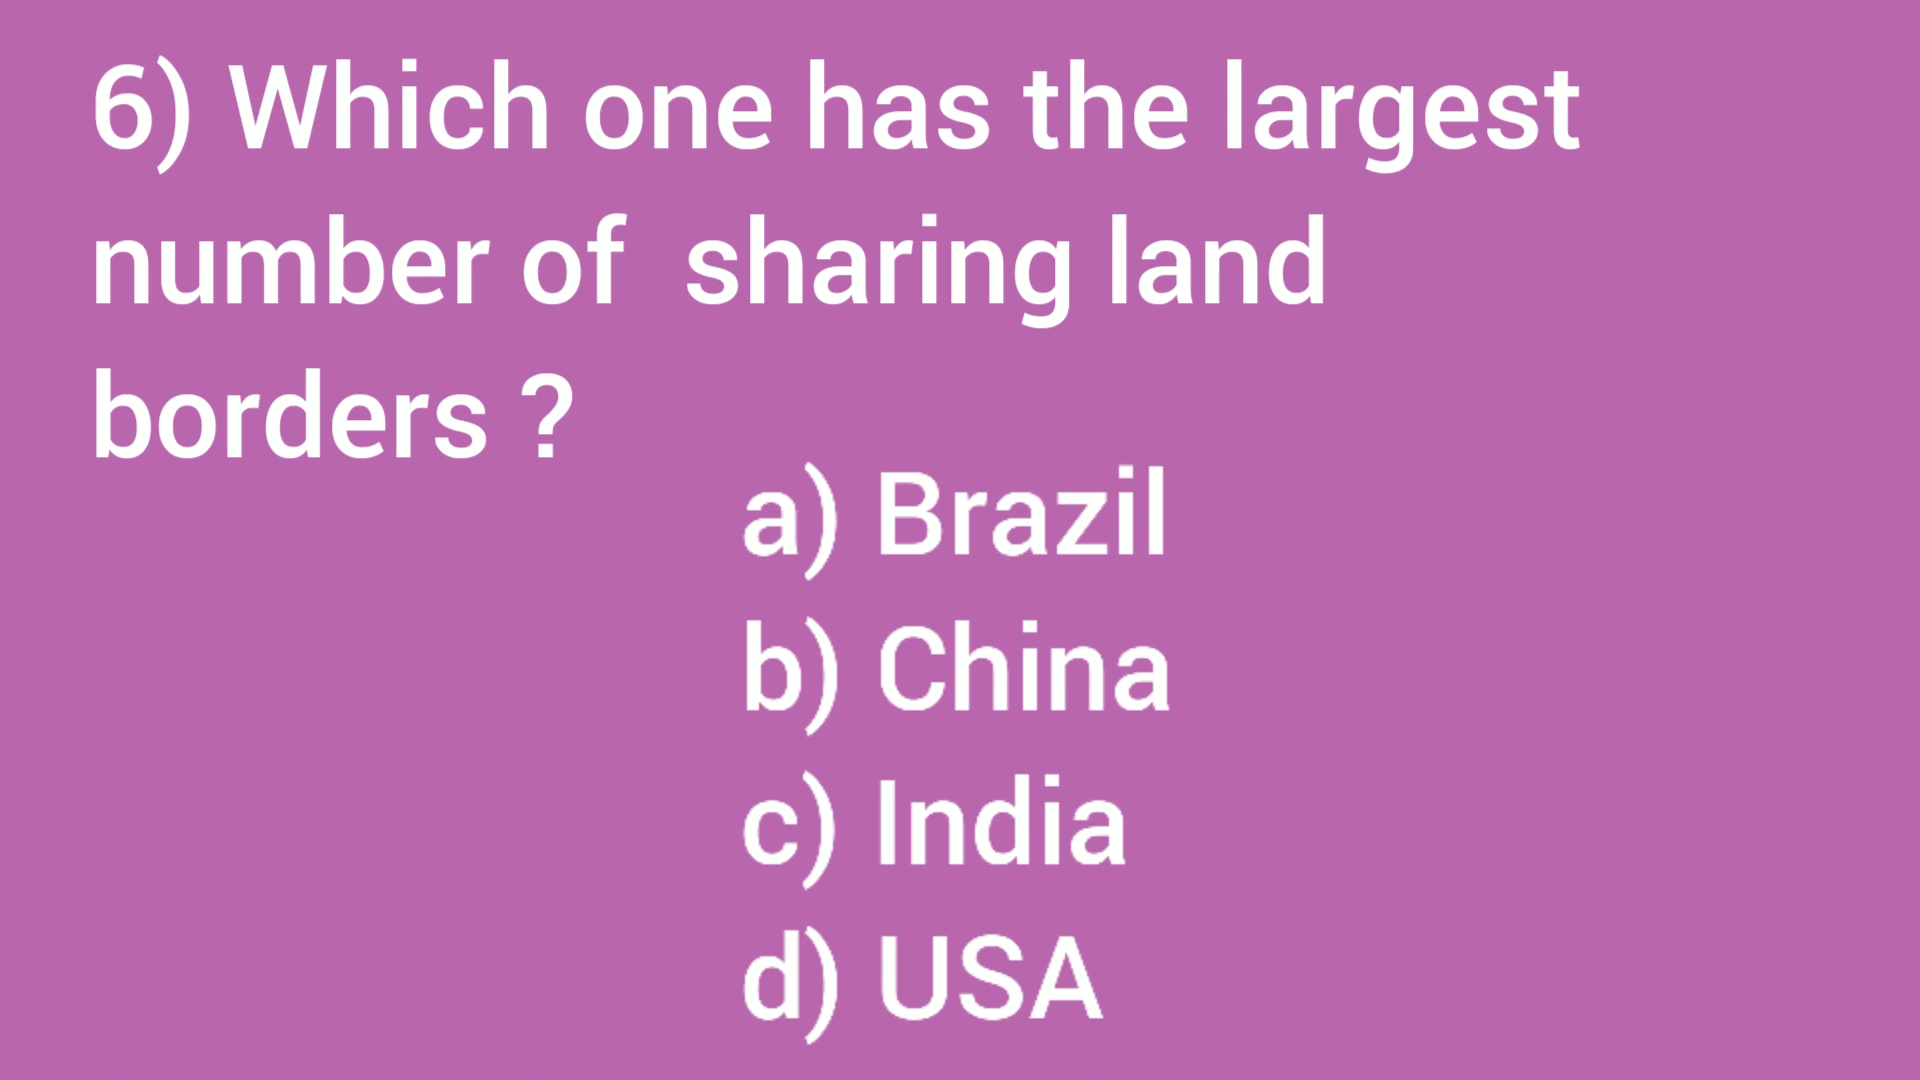 6) Which one has the largest
number of  sharing land
borders ?
a) Brazil
b) China
c) India
d) USA